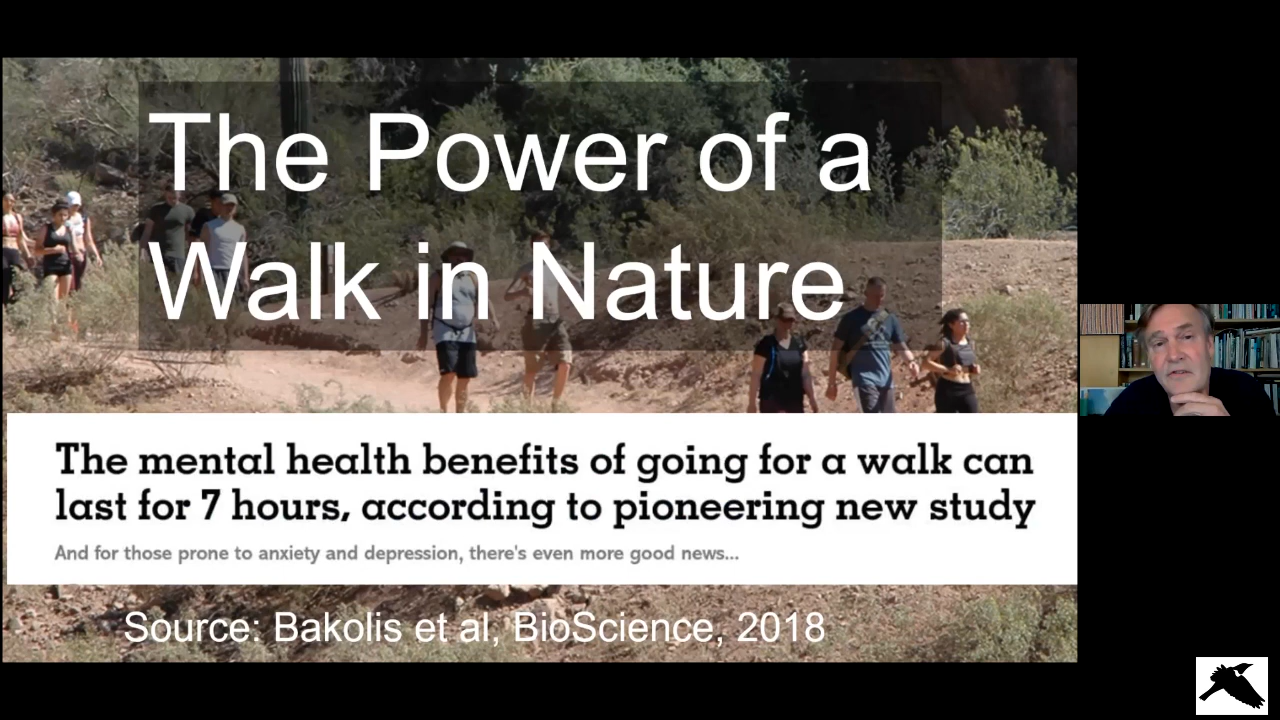 The Power of a
Walk in Nature
The mental health benefits of going for a walk can
last for 7 hours, according to pioneering new study
And for those prone to anxiety and depression, there's even more good news...
Source: Bakolis et al, BioScience, 2018